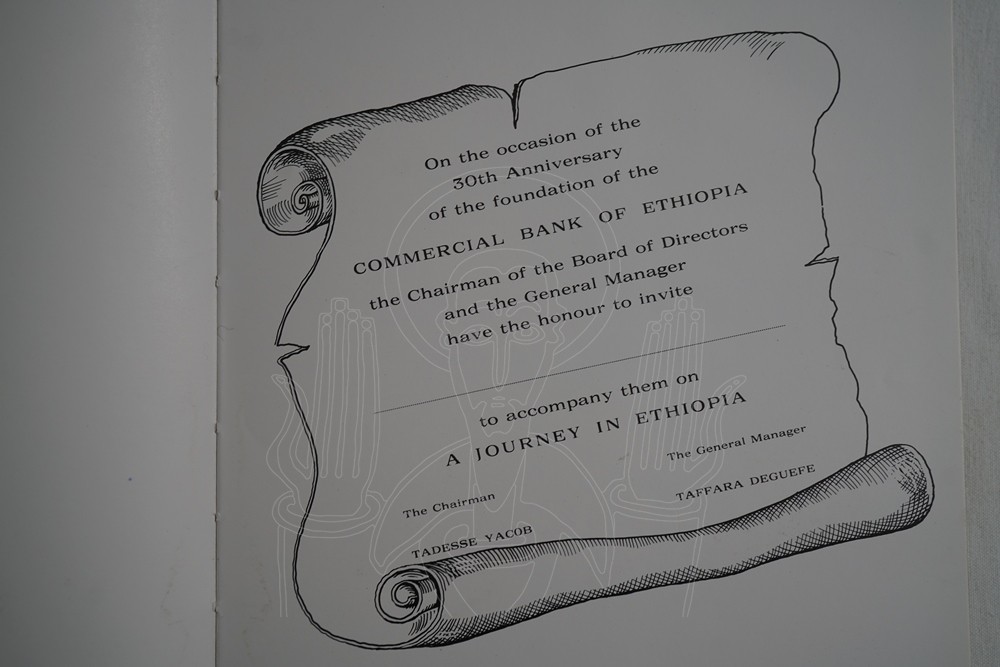 On the occasion of the
30th Anniversary
of the foundation of the
COMMERCIAL BANK OF ETHIOPIA
the Chairman of the Board of Directors
and the General Manager
have the honour to invite
to accompany them on
A JOURNEY IN ETHIOPIA
The Chairman
TADESSE YACOB
The General Manager
TAFFARA DEGUEFE